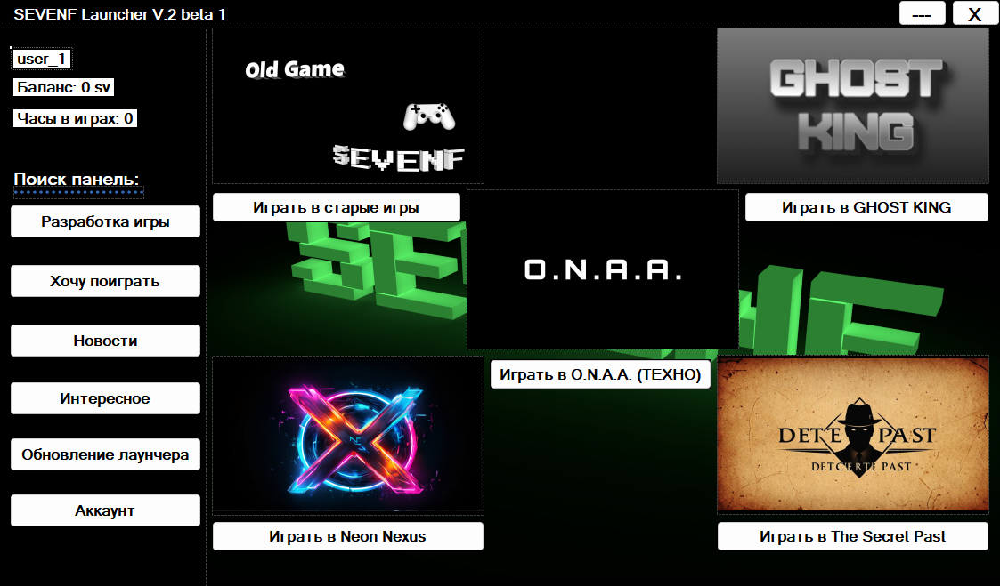 SEVENF Launcher V.2 beta 1
---
X
user_1
Баланс: 0 sv
Часы в играх: 0
Поиск панель:
Разработка игры
Хочу поиграть
Новости
Интересное
Обновление лаунчера
Аккаунт
Old Game
SEVENF
Играть в старые игры
GHOST
KING
Играть в GHOST KING
O.N.A.A.
Играть в O.N.A.A. (ТЕХНО)
Играть в Neon Nexus
DETE PAST
DETCERTE PAST
Играть в The Secret Past